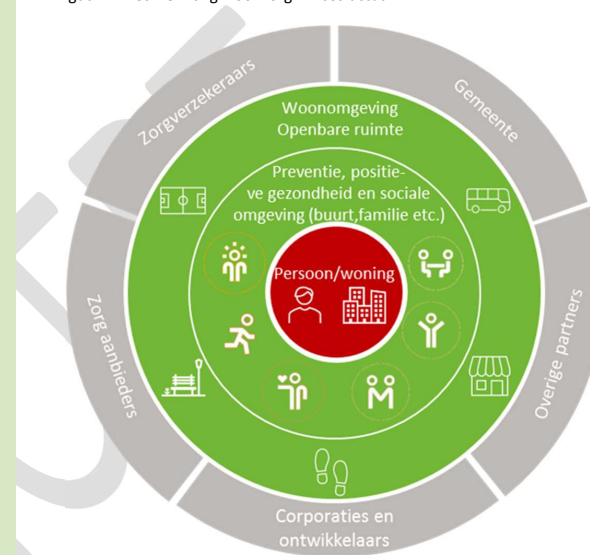 Zorgverzekeraars
Gemeente
Woonomgeving
Openbare ruimte
Preventie, positie-
ve gezondheid en sociale
omgeving (buurt,familie etc.)
Persoon/woning
Zorg aanbieders
Overige partners
Corporaties en
ontwikkelaars